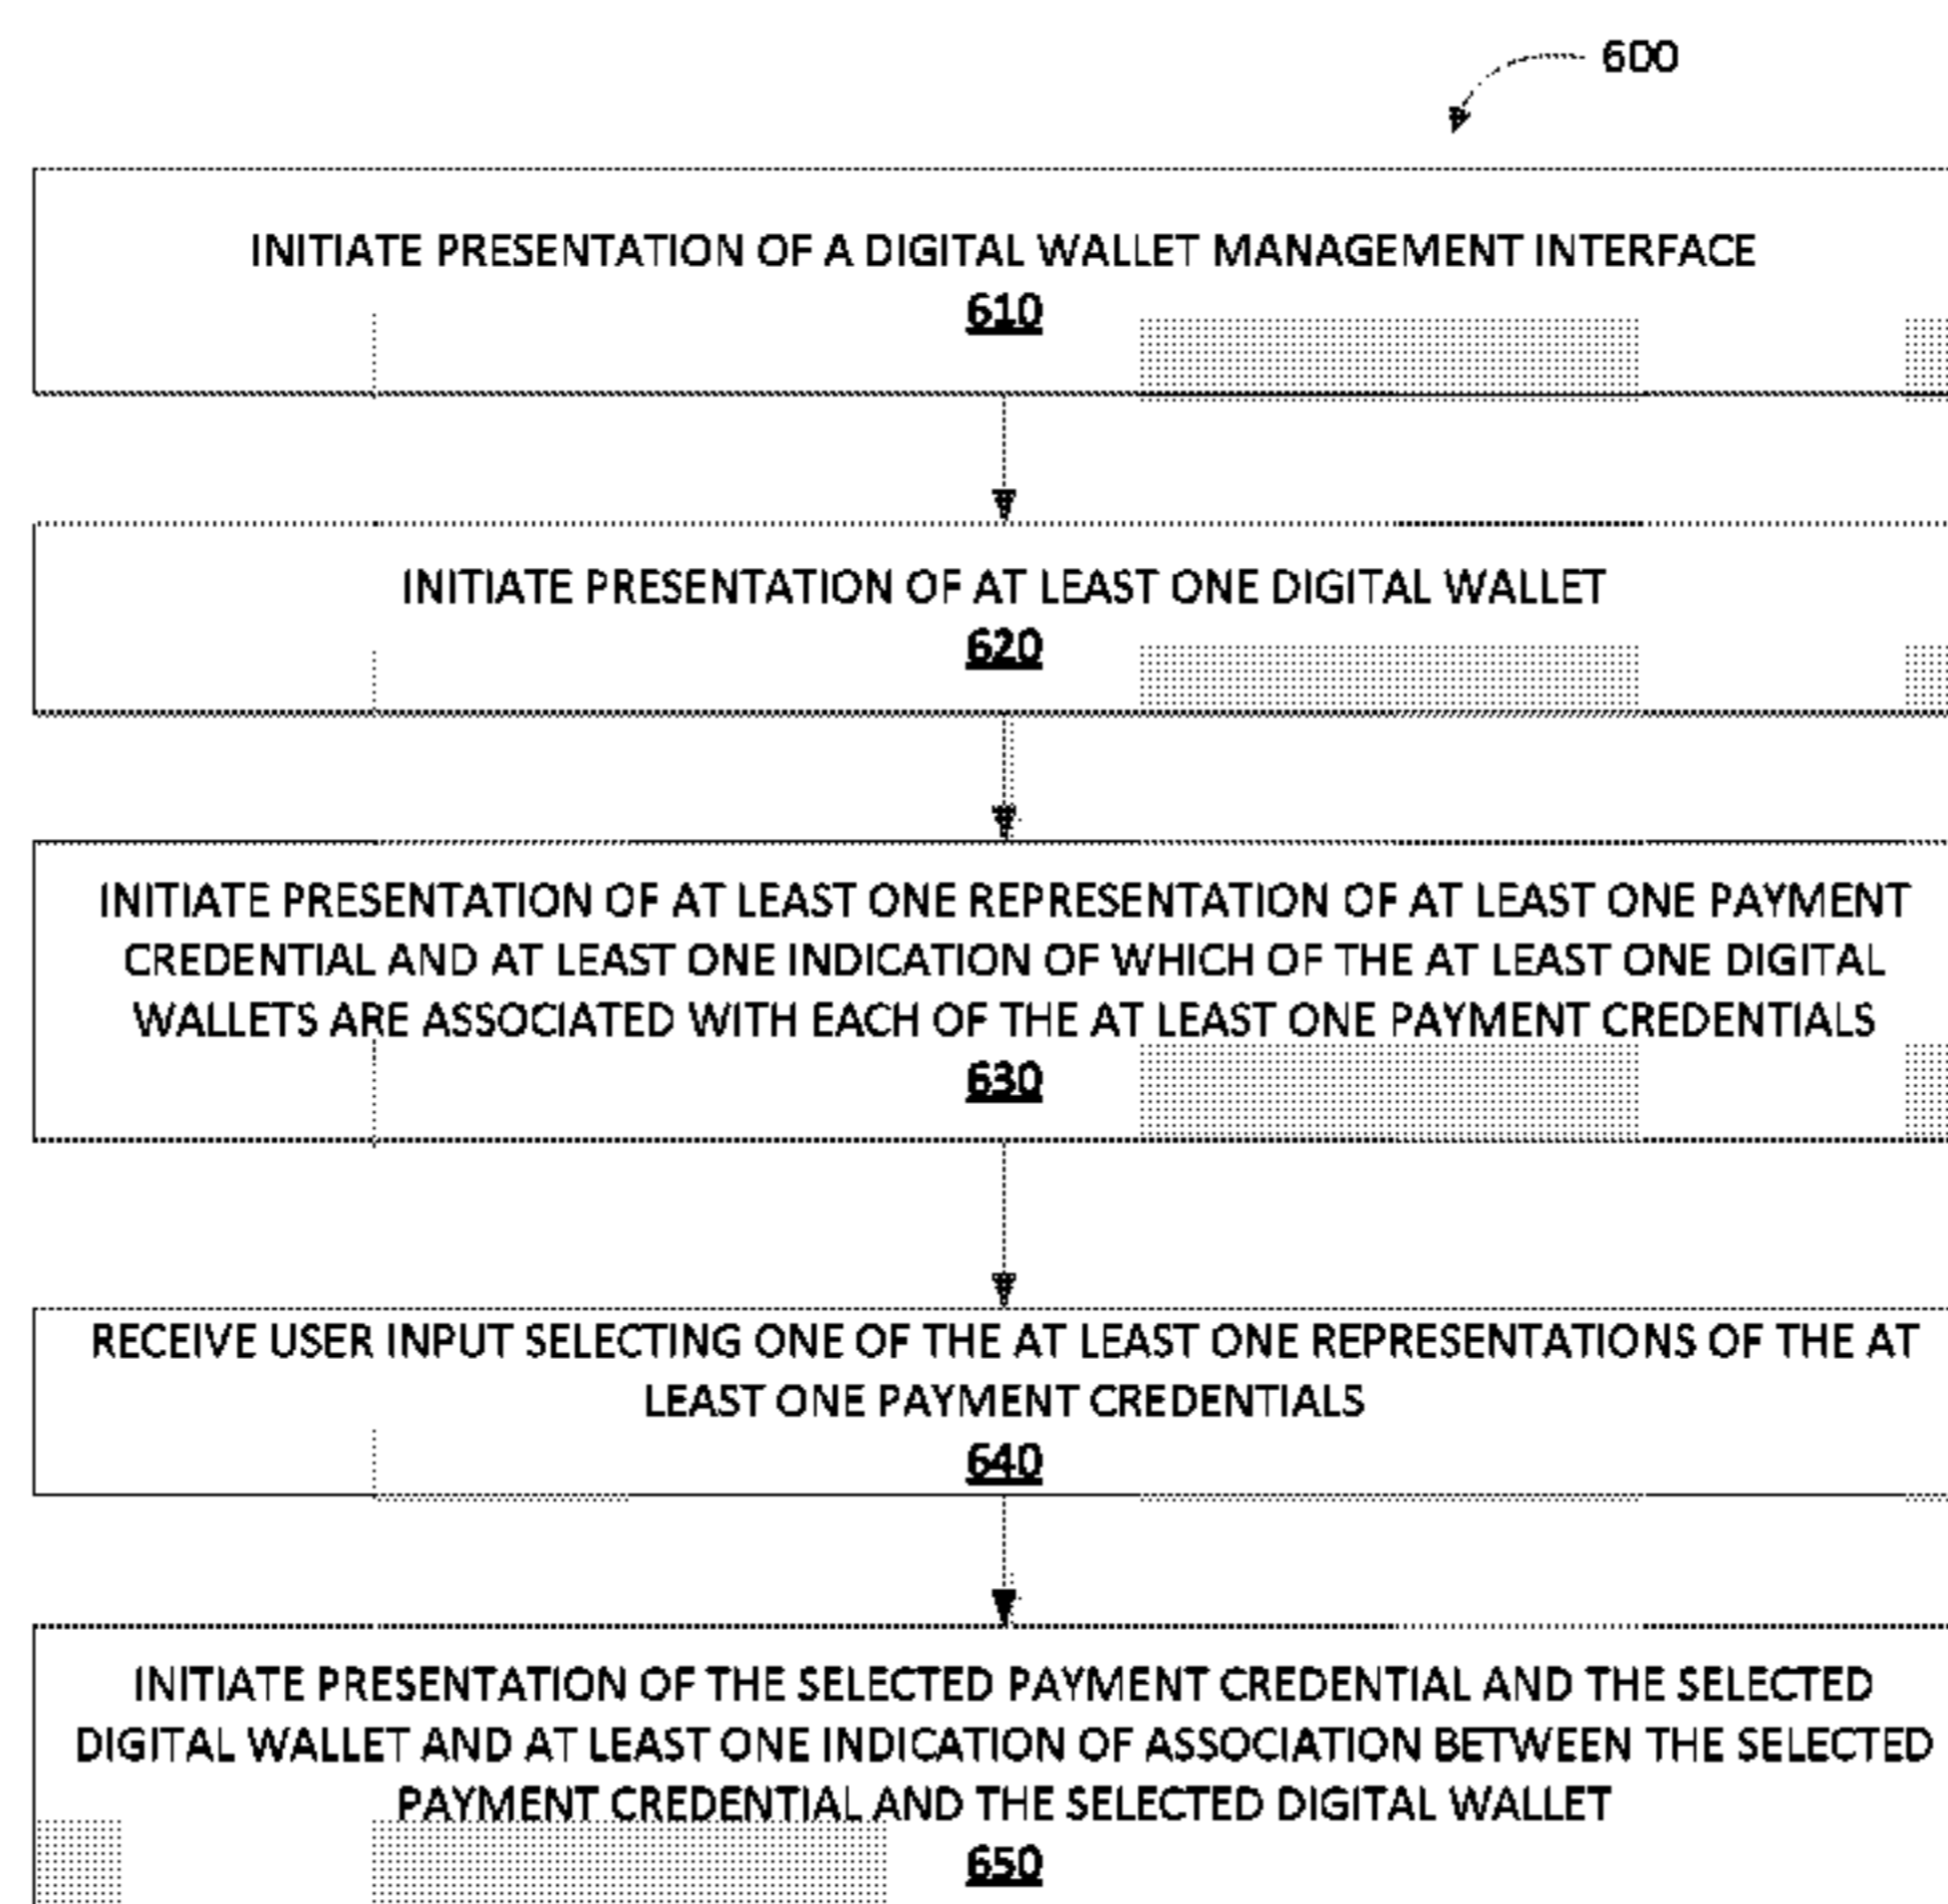 600
INITIATE PRESENTATION OF A DIGITAL WALLET MANAGEMENT INTERFACE
610
INITIATE PRESENTATION OF AT LEAST ONE DIGITAL WALLET
620
INITIATE PRESENTATION OF AT LEAST ONE REPRESENTATION OF AT LEAST ONE PAYMENT
CREDENTIAL AND AT LEAST ONE INDICATION OF WHICH OF THE AT LEAST ONE DIGITAL
WALLETS ARE ASSOCIATED WITH EACH OF THE AT LEAST ONE PAYMENT CREDENTIALS
630
RECEIVE USER INPUT SELECTING ONE OF THE AT LEAST ONE REPRESENTATIONS OF THE AT
LEAST ONE PAYMENT CREDENTIALS
640
INITIATE PRESENTATION OF THE SELECTED PAYMENT CREDENTIAL AND THE SELECTED
DIGITAL WALLET AND AT LEAST ONE INDICATION OF ASSOCIATION BETWEEN THE SELECTED
PAYMENT CREDENTIAL AND THE SELECTED DIGITAL WALLET
650